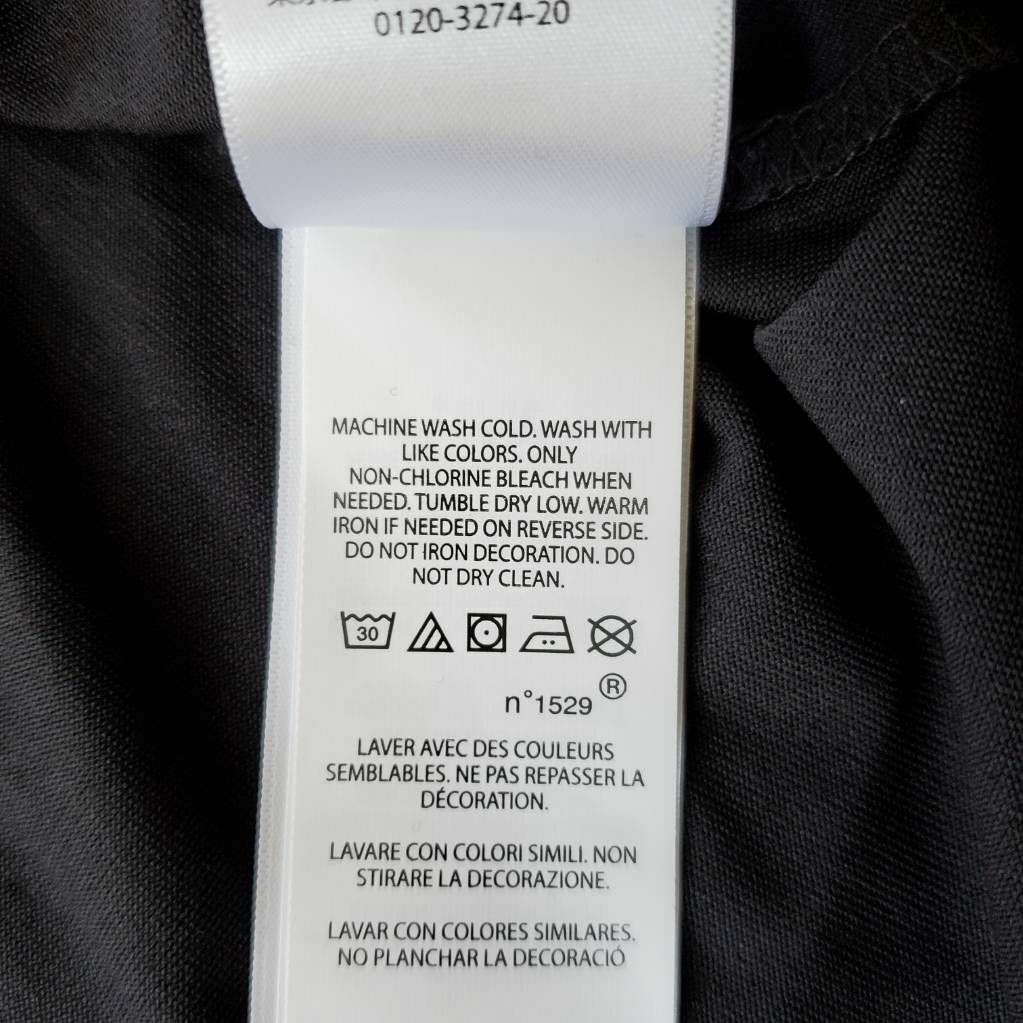 0120-3274-20
MACHINE WASH COLD. WASH WITH
LIKE COLORS. ONLY
NON-CHLORINE BLEACH WHEN
NEEDED. TUMBLE DRY LOW. WARM
IRON IF NEEDED ON REVERSE SIDE.
DO NOT IRON DECORATION. DO
NOT DRY CLEAN.
30
n°1529 ®
LAVER AVEC DES COULEURS
SEMBLABLES. NE PAS REPASSER LA
DÉCORATION.
LAVARE CON COLORI SIMILI. NON
STIRARE LA DECORAZIONE.
LAVAR CON COLORES SIMILARES.
NO PLANCHAR LA DECORACIÓ